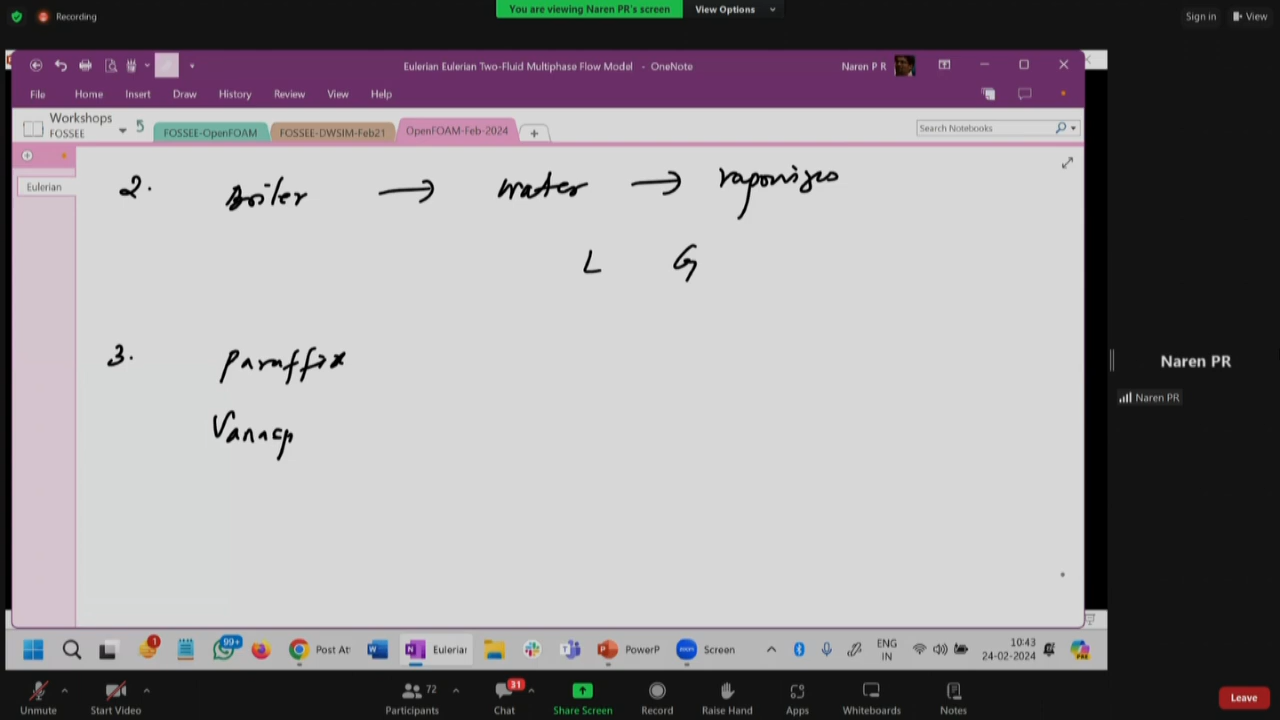 Recording
You are viewing Naren PR's screen View Options
Sign in View
Eulerian Eulerian Two-Fluid Multiphase Flow Model - OneNote
Naren P R
File Home Insert Draw History Review View Help
Workshops
FOSSEE
FOSSEE-OpenFOAM FOSSEE-DWSIM-Feb21 OpenFOAM-Feb-2024
Search Notebooks
Eulerian
2. Boiler → water → vaporizes
L G
3. Paraffix
Vanasp
Naren PR
Naren PR
1
99+
Post At
Eulerian
PowerP
Screen
ENG
IN
10:43
24-02-2024
PRE
72
31
Unmute Start Video Participants Chat Share Screen Record Raise Hand Apps Whiteboards Notes Leave